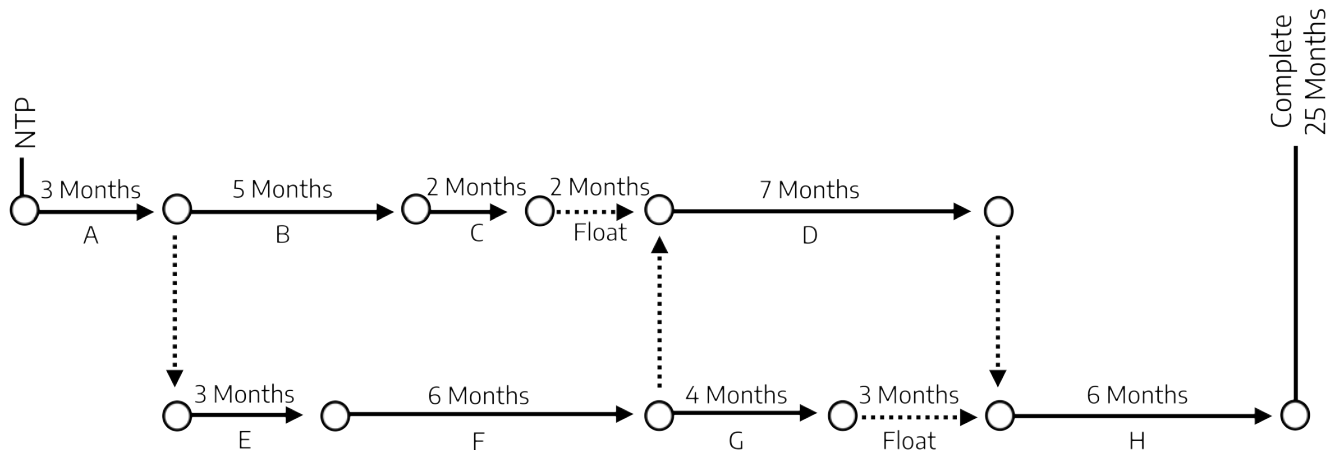 Complete
25 Months
NTP
3 Months
5 Months
2 Months
2 Months
7 Months
A
B
C
Float
D
3 Months
6 Months
4 Months
3 Months
6 Months
E
F
G
Float
H